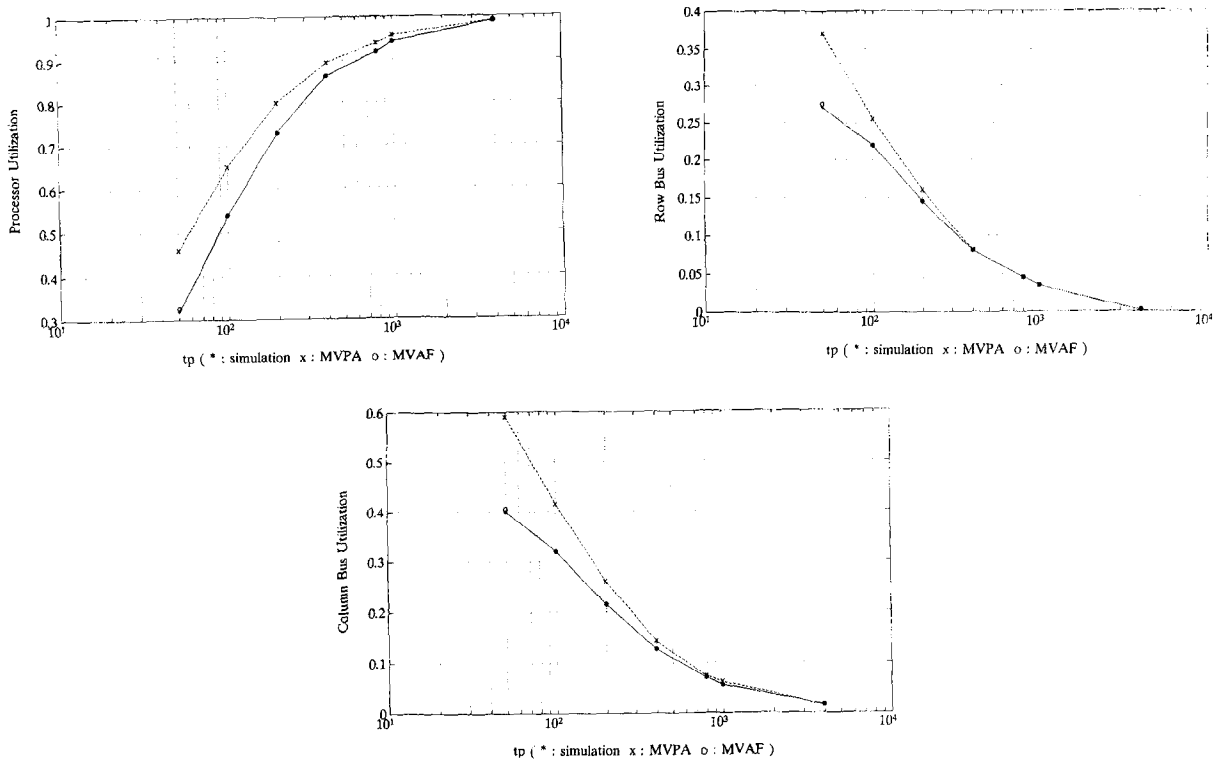 Processor Utilization
1
0.9
0.8
0.7
0.6
0.5
0.4
0.3
10¹ 10² 10³ 10⁴
tp ( * : simulation x : MVPA o : MVAF )
Row Bus Utilization
0.4
0.35
0.3
0.25
0.2
0.15
0.1
0.05
0
10¹ 10² 10³ 10⁴
tp ( * : simulation x : MVPA o : MVAF )
Column Bus Utilization
0.6
0.5
0.4
0.3
0.2
0.1
0
10¹ 10² 10³ 10⁴
tp ( * : simulation x : MVPA o : MVAF )